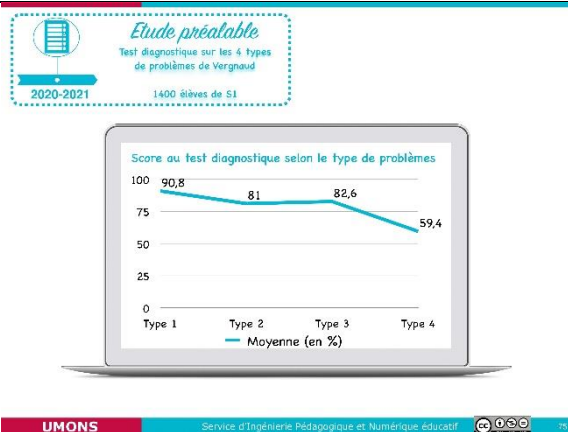 Etude préalable
Test diagnostique sur les 4 types
de problèmes de Vergnaud
2020-2021
1400 élèves de S1
Score au test diagnostique selon le type de problèmes
100
90,8
81
82,6
59,4
75
50
25
0
Type 1
Type 2
Type 3
Type 4
Moyenne (en %)
UMONS
Service d'Ingénierie Pédagogique et Numérique éducatif
cc
75